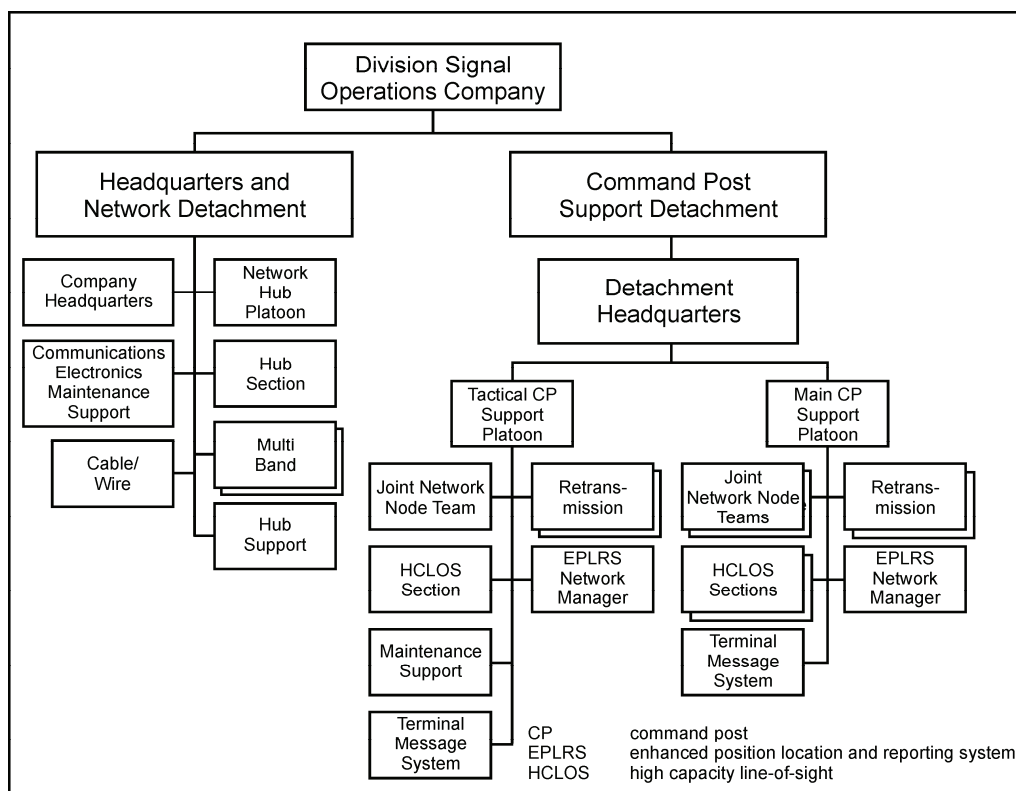 Division Signal
Operations Company
Headquarters and
Network Detachment
Command Post
Support Detachment
Company
Headquarters
Network
Hub
Platoon
Detachment
Headquarters
Communications
Electronics
Maintenance
Support
Hub
Section
Cable/
Wire
Multi
Band
Hub
Support
Tactical CP
Support
Platoon
Main CP
Support
Platoon
Joint Network
Node Team
Retrans-
mission
Joint
Network Node
Teams
Retrans-
mission
HCLOS
Section
EPLRS
Network
Manager
HCLOS
Sections
EPLRS
Network
Manager
Maintenance
Support
Terminal
Message
System
Terminal
Message
System
CP command post
EPLRS enhanced position location and reporting system
HCLOS high capacity line-of-sight